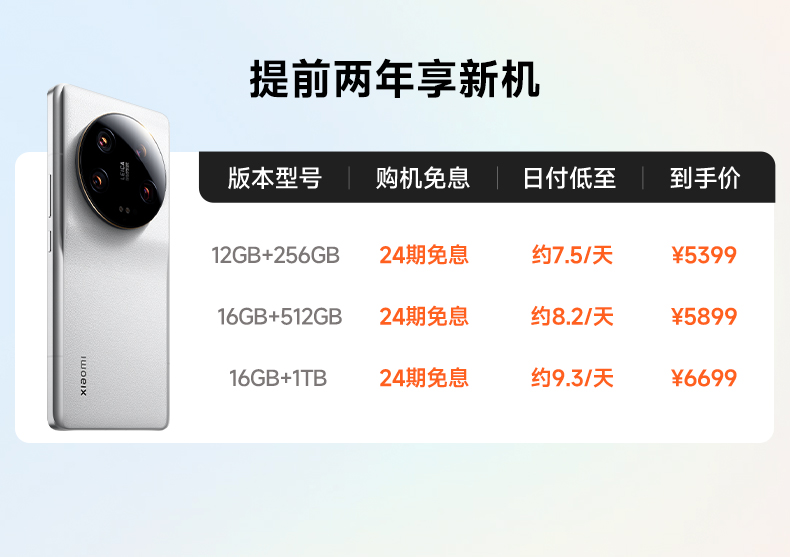 提前两年享新机
版本型号 购机免息 日付低至 到手价
12GB+256GB 24期免息 约7.5/天 ¥5399
16GB+512GB 24期免息 约8.2/天 ¥5899
16GB+1TB 24期免息 约9.3/天 ¥6699
LEICA
xiaomi